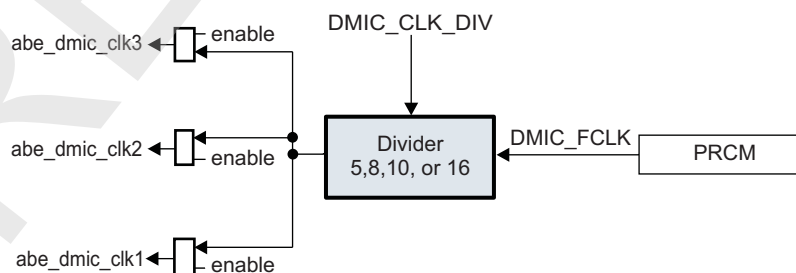 abe_dmic_clk3
enable
DMIC_CLK_DIV
abe_dmic_clk2
enable
Divider
5,8,10, or 16
DMIC_FCLK
PRCM
abe_dmic_clk1
enable